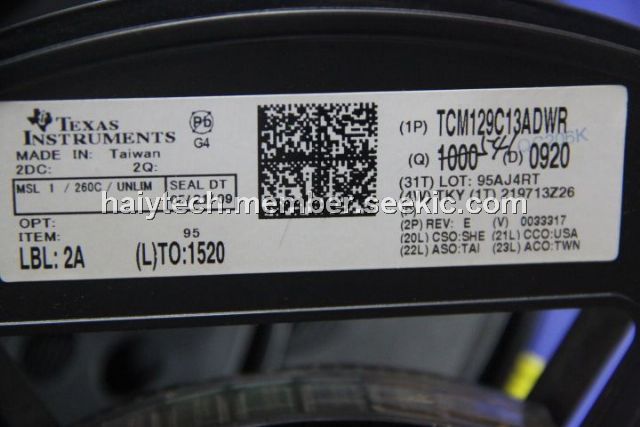 TEXAS INSTRUMENTS
MADE IN: Taiwan
2DC: 2Q:
MSL 1 / 260C / UNLIM SEAL DT
OPT:
ITEM: 95
LBL: 2A (L)TO:1520
Pb
G4
(1P) TCM129C13ADWR
(Q) 1000 (D) 0920
(31T) LOT: 95AJ4RT
(4W) TKY (1T) 219713Z26
(2P) REV: E (V) 0033317
(20L) CSO:SHE (21L) CCO:USA
(22L) ASO:TAI (23L) ACO:TWN
haiytech.member.seekic.com